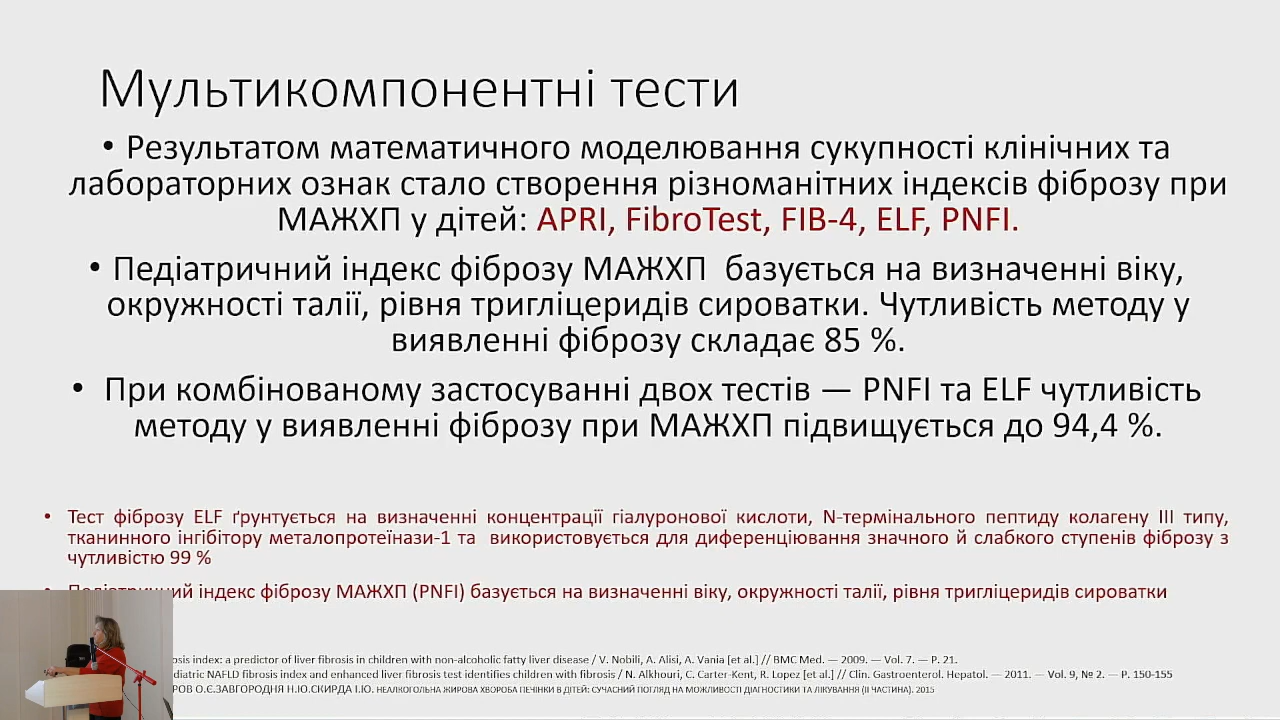 Мультикомпонентні тести
• Результатом математичного моделювання сукупності клінічних та
лабораторних ознак стало створення різноманітних індексів фіброзу при
МАЖХП у дітей: APRI, FibroTest, FIB-4, ELF, PNFI.
• Педіатричний індекс фіброзу МАЖХП базується на визначенні віку,
окружності талії, рівня тригліцеридів сироватки. Чутливість методу у
виявленні фіброзу складає 85 %.
• При комбінованому застосуванні двох тестів — PNFI та ELF чутливість
методу у виявленні фіброзу при МАЖХП підвищується до 94,4 %.
• Тест фіброзу ELF ґрунтується на визначенні концентрації гіалуронової кислоти, N-термінального пептиду колагену III типу,
тканинного інгібітору металопротеїнази-1 та використовується для диференціювання значного й слабкого ступенів фіброзу з
чутливістю 99 %
• Педіатричний індекс фіброзу МАЖХП (PNFI) базується на визначенні віку, окружності талії, рівня тригліцеридів сироватки
index: a predictor of liver fibrosis in children with non-alcoholic fatty liver disease / V. Nobili, A. Alisi, A. Vania [et al.] // BMC Med. — 2009. — Vol. 7. — P. 21.
NAFLD fibrosis index and enhanced liver fibrosis test identifies children with fibrosis / N. Alkhouri, C. Carter-Kent, R. Lopez [et al.] // Clin. Gastroenterol. Hepatol. — 2011. — Vol. 9, № 2. — P. 150-155
О.Є.ЗАВГОРОДНЯ Н.Ю.СКИРДА І.Ю. НЕАЛКОГОЛЬНА ЖИРОВА ХВОРОБА ПЕЧІНКИ В ДІТЕЙ: СУЧАСНИЙ ПОГЛЯД НА МОЖЛИВОСТІ ДІАГНОСТИКИ ТА ЛІКУВАННЯ (II ЧАСТИНА). 2015